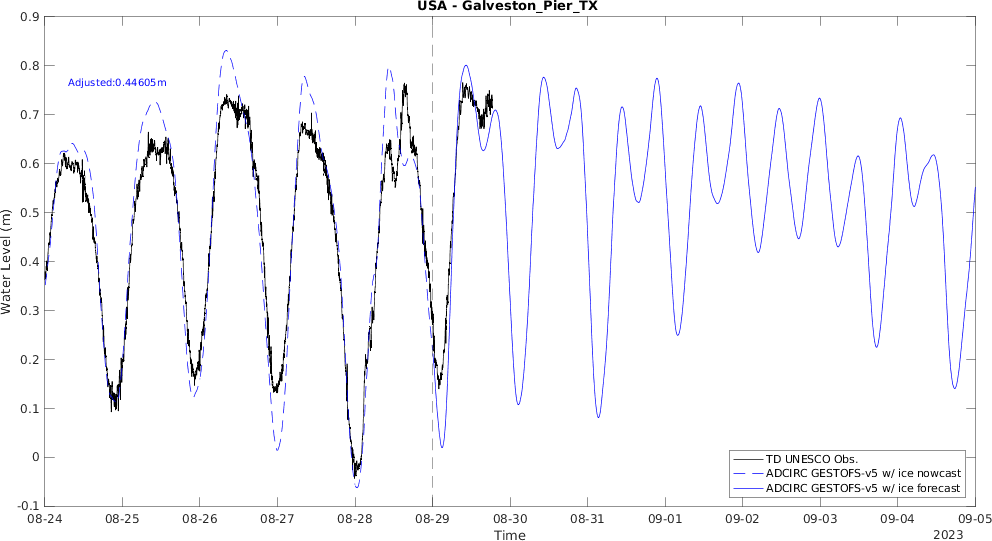 USA - Galveston_Pier_TX
0.9
0.8
0.7
0.6
0.5
0.4
0.3
0.2
0.1
0
-0.1
Water Level (m)
Adjusted:0.44605m
TD UNESCO Obs.
ADCIRC GESTOFS-v5 w/ ice nowcast
ADCIRC GESTOFS-v5 w/ ice forecast
08-24 08-25 08-26 08-27 08-28 08-29 08-30 08-31 09-01 09-02 09-03 09-04 09-05
Time
2023